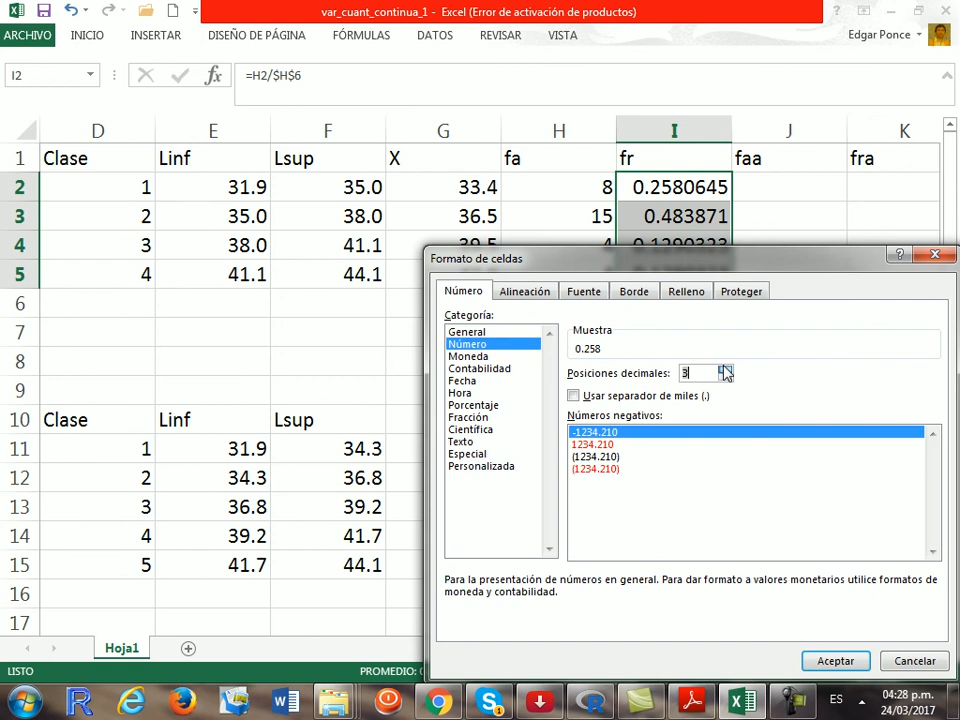 var_cuant_continua_1 - Excel (Error de activación de productos)
ARCHIVO INICIO INSERTAR DISEÑO DE PÁGINA FÓRMULAS DATOS REVISAR VISTA Edgar Ponce
I2 fx =H2/$H$6
D E F G H I J K
1 Clase Linf Lsup X fa fr faa fra
2 1 31.9 35.0 33.4 8 0.2580645
3 2 35.0 38.0 36.5 15 0.483871
4 3 38.0 41.1 39.5 4 0.1290323
5 4 41.1 44.1
6
7
8
9
10 Clase Linf Lsup
11 1 31.9 34.3
12 2 34.3 36.8
13 3 36.8 39.2
14 4 39.2 41.7
15 5 41.7 44.1
16
17
Formato de celdas
Número Alineación Fuente Borde Relleno Proteger
Categoría:
General
Número
Moneda
Contabilidad
Fecha
Hora
Porcentaje
Fracción
Científica
Texto
Especial
Personalizada
Muestra
0.258
Posiciones decimales: 3
Usar separador de miles (.)
Números negativos:
-1234.210
1234.210
(1234.210)
(1234.210)
Para la presentación de números en general. Para dar formato a valores monetarios utilice formatos de
moneda y contabilidad.
Aceptar Cancelar
Hoja1
LISTO PROMEDIO:
ES 04:28 p.m.
24/03/2017